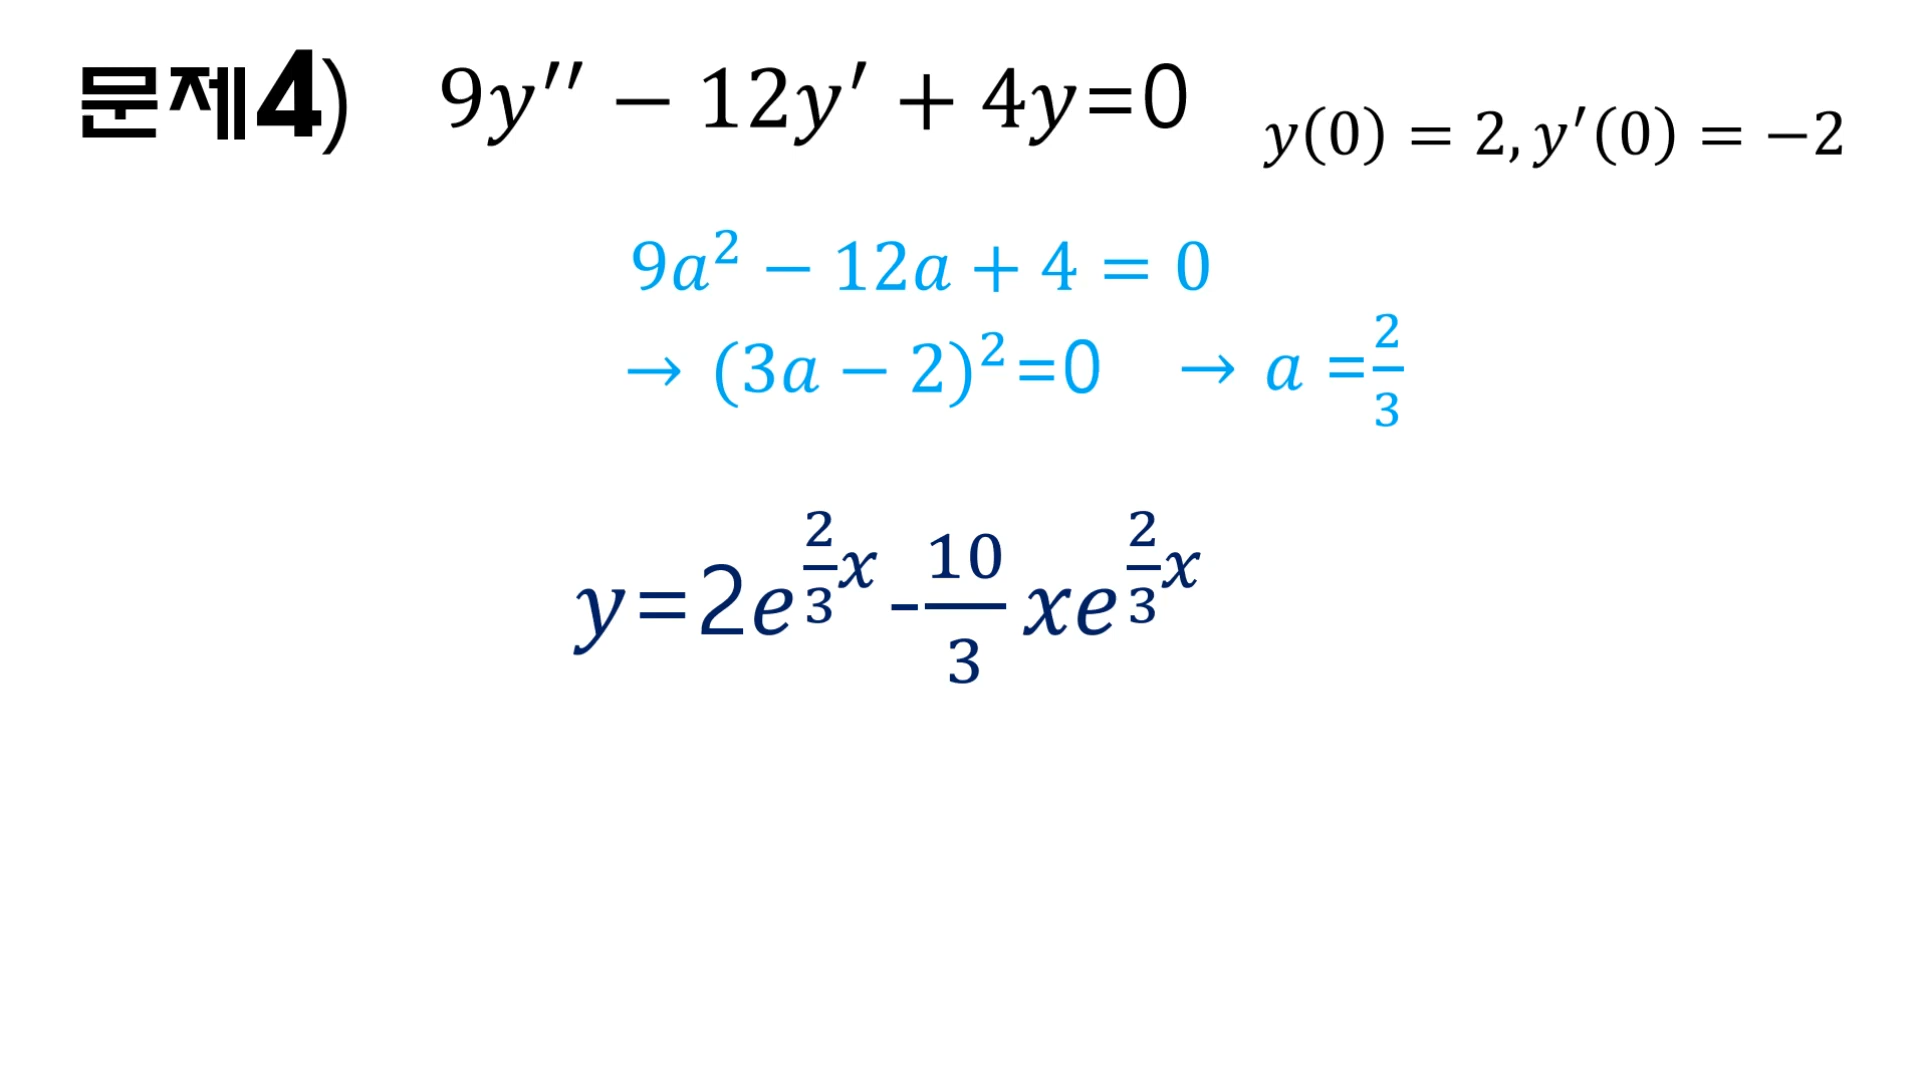 문제4) 9y′′ − 12y′ + 4y=0 y(0) = 2, y′(0) = −2
9a² − 12a + 4 = 0
→ (3a − 2)²=0 → a =2/3
y=2e^(2/3 x)-10/3 xe^(2/3 x)